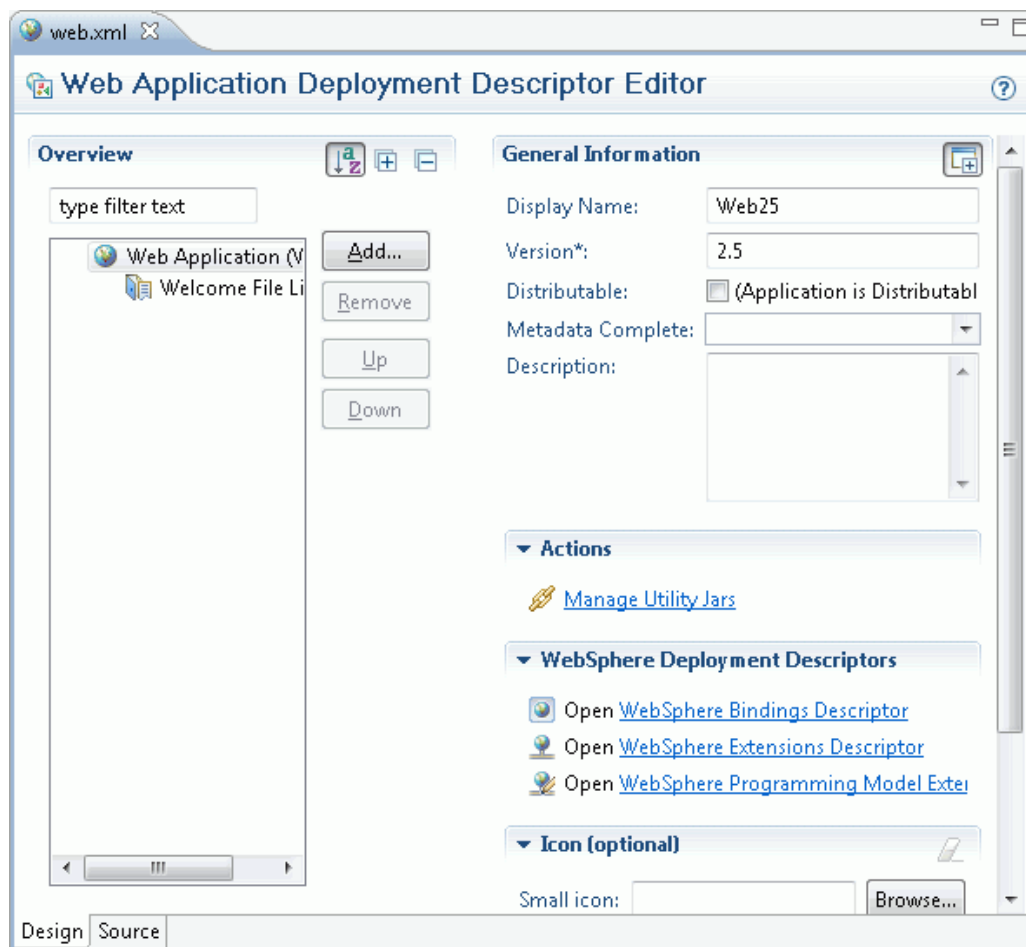 web.xml
Web Application Deployment Descriptor Editor
Overview
type filter text
Web Application (V
Welcome File Li
Add...
Remove
Up
Down
General Information
Display Name: Web25
Version*: 2.5
Distributable: (Application is Distributabl
Metadata Complete:
Description:
Actions
Manage Utility Jars
WebSphere Deployment Descriptors
Open WebSphere Bindings Descriptor
Open WebSphere Extensions Descriptor
Open WebSphere Programming Model Exter
Icon (optional)
Small icon: Browse...
Design Source